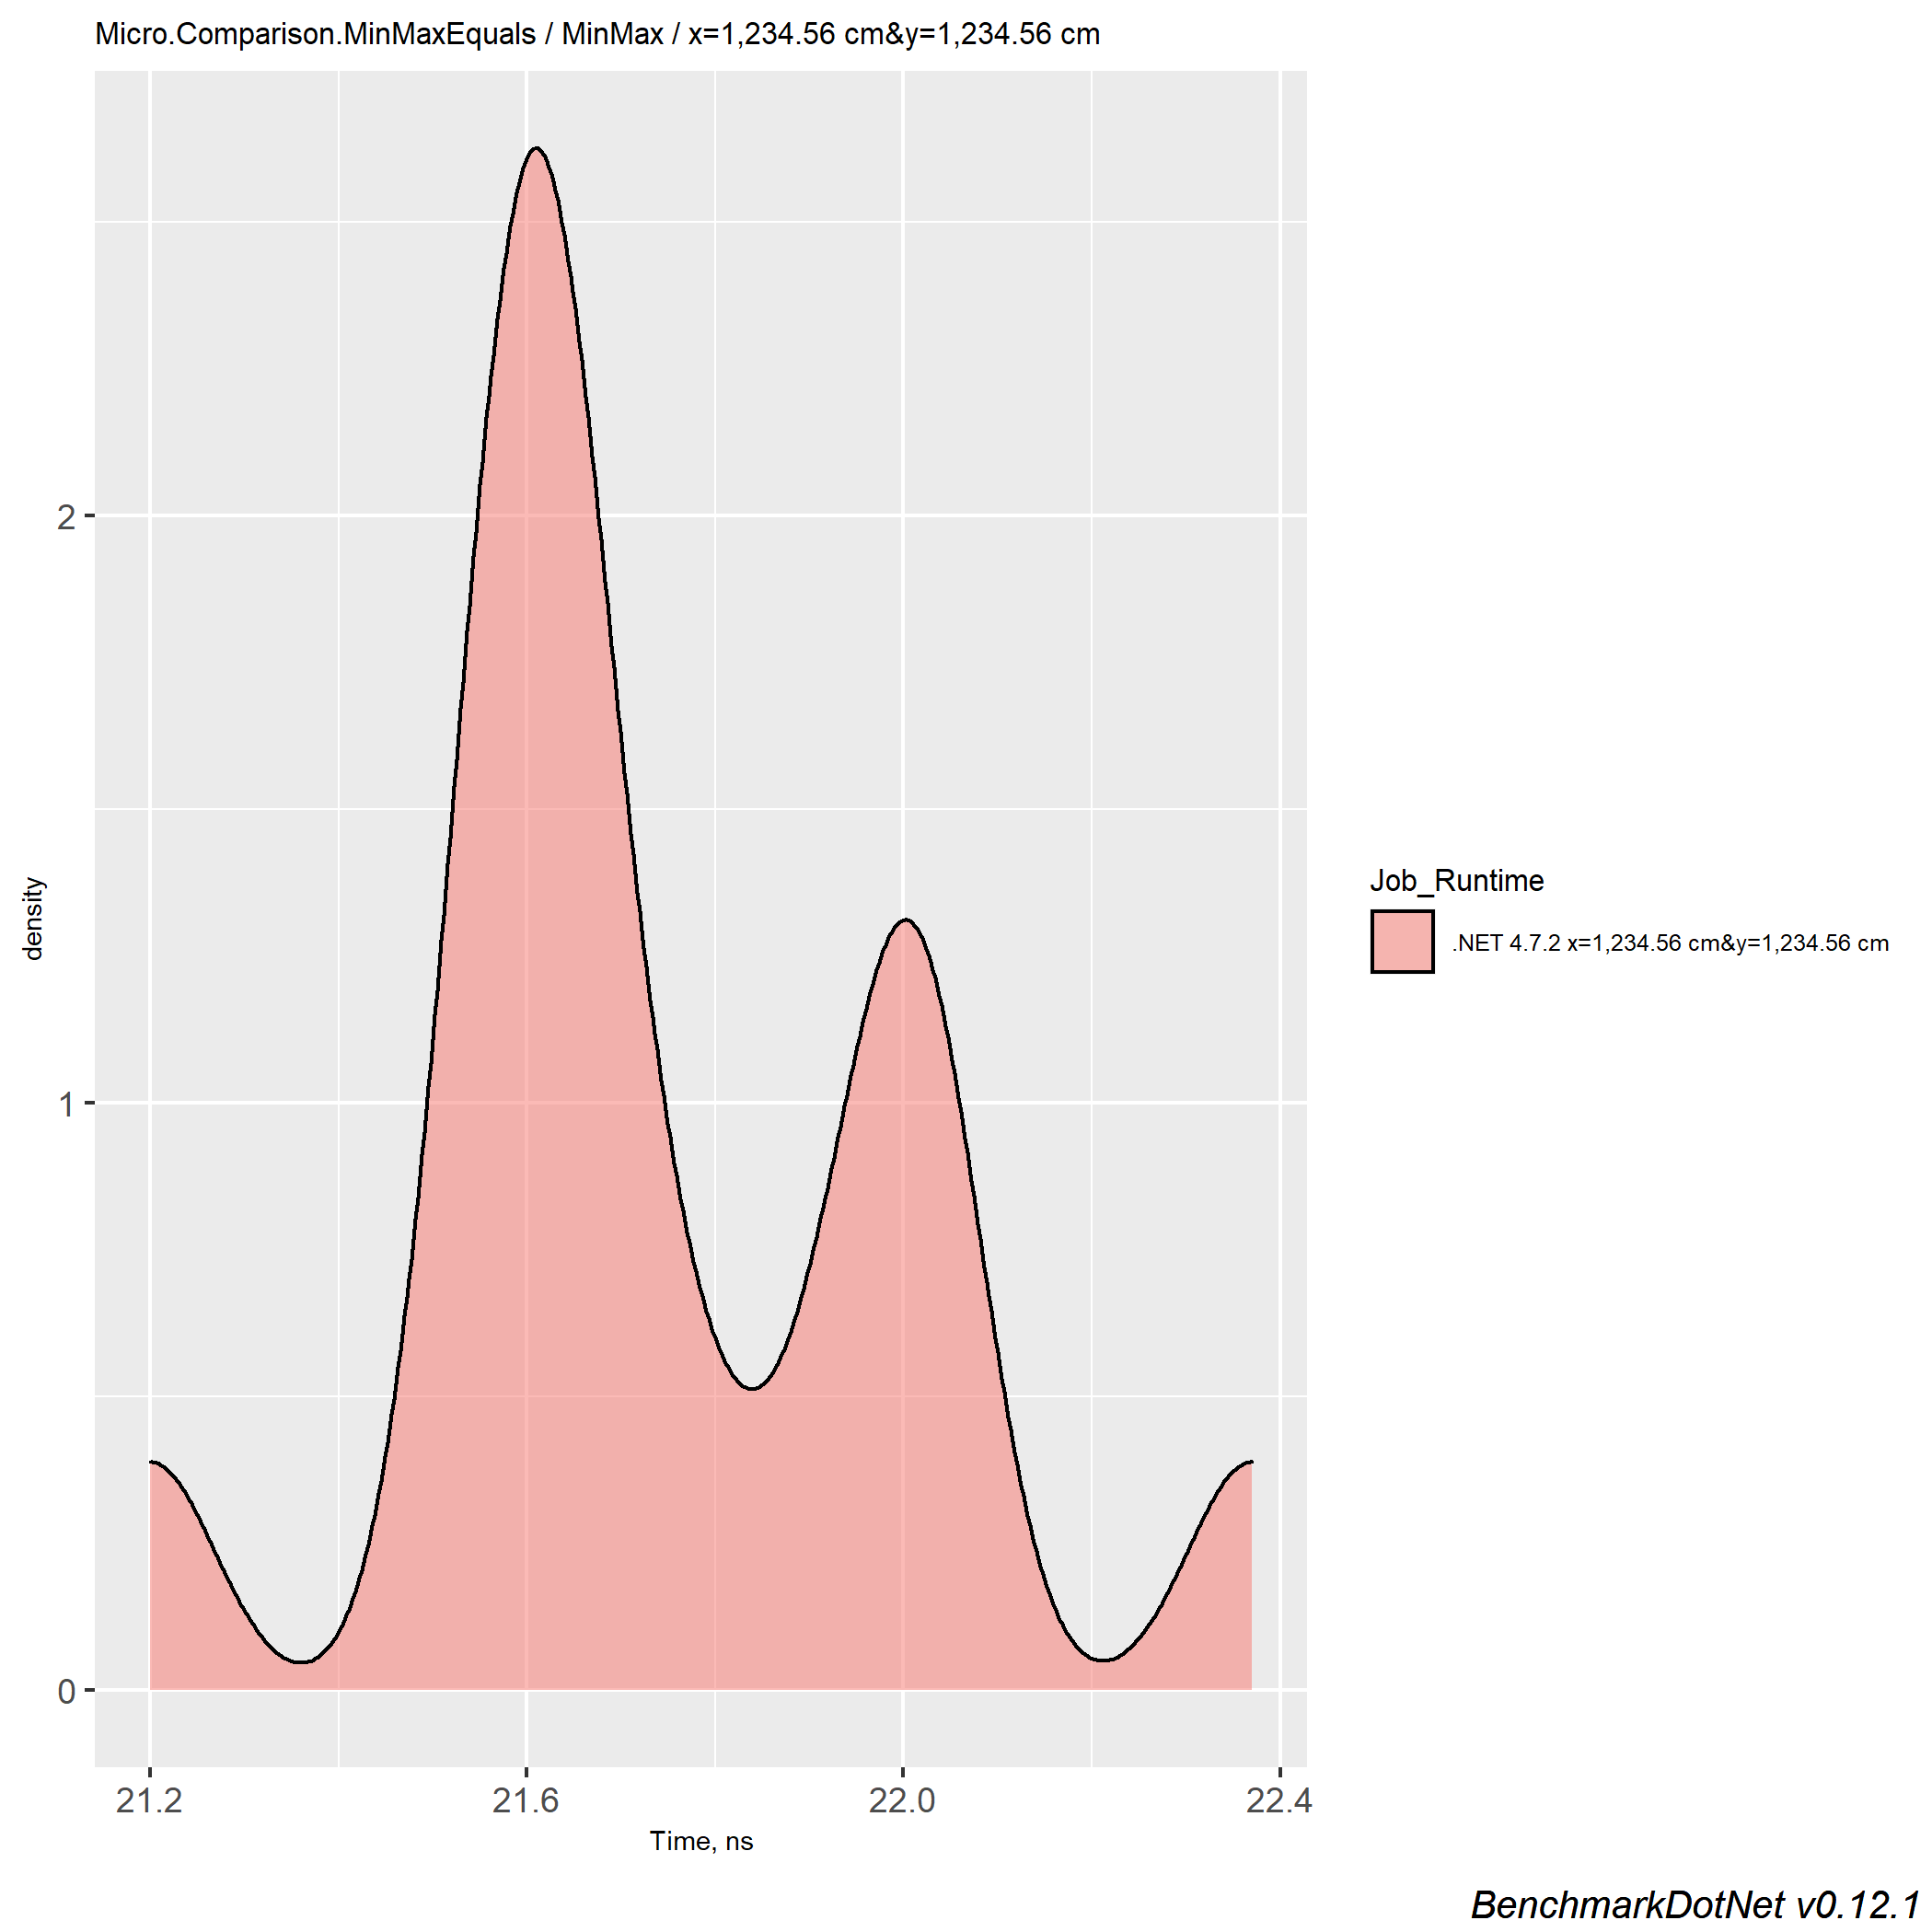 Micro.Comparison.MinMaxEquals / MinMax / x=1,234.56 cm&y=1,234.56 cm
density
2
1
0
21.2 21.6 22.0 22.4
Time, ns
Job_Runtime
.NET 4.7.2 x=1,234.56 cm&y=1,234.56 cm
BenchmarkDotNet v0.12.1